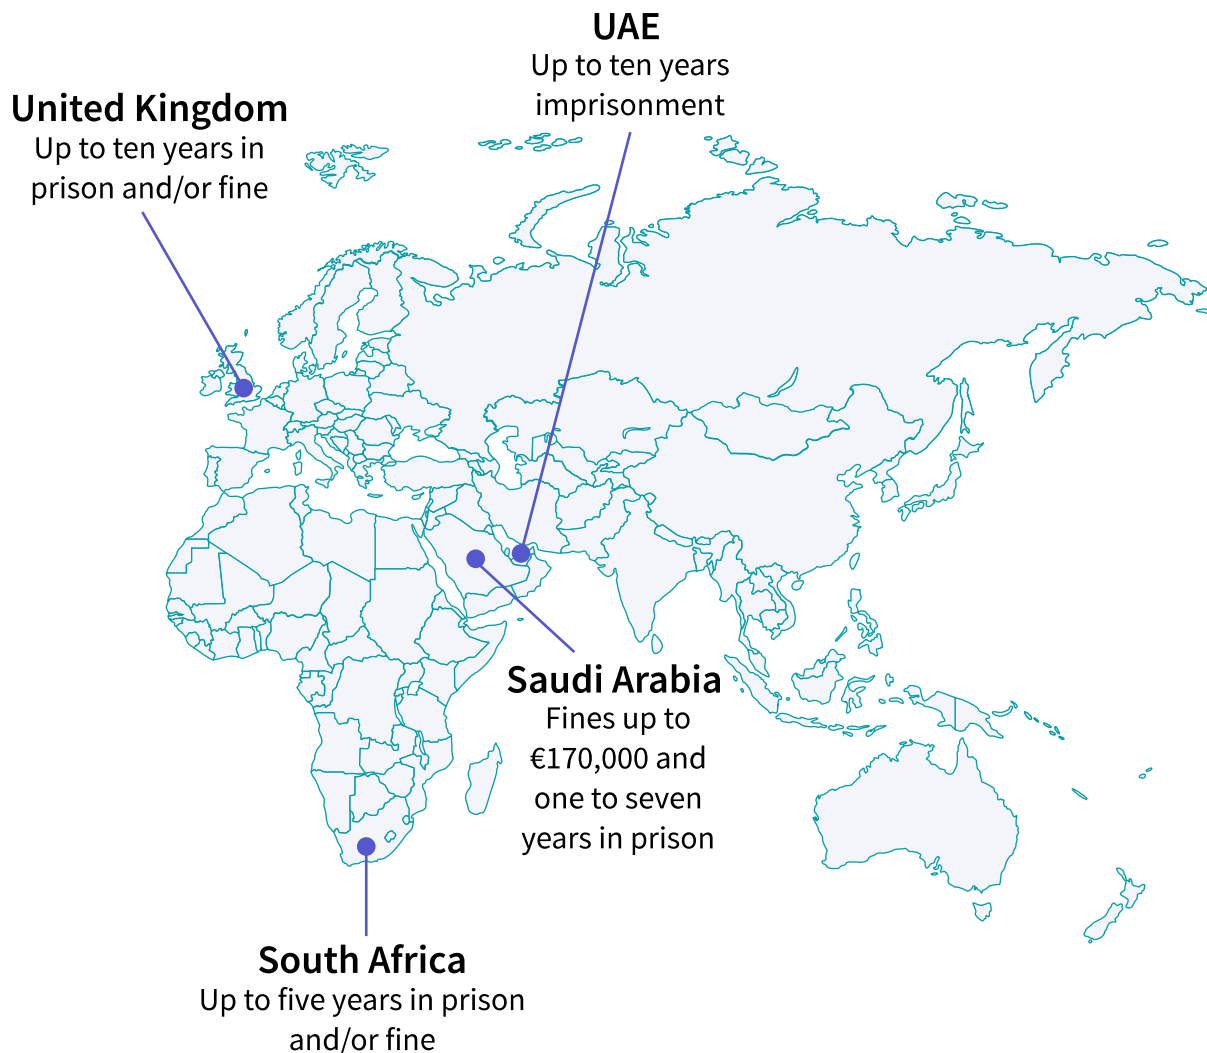 UAE
Up to ten years
imprisonment
United Kingdom
Up to ten years in
prison and/or fine
Saudi Arabia
Fines up to
€170,000 and
one to seven
years in prison
South Africa
Up to five years in prison
and/or fine